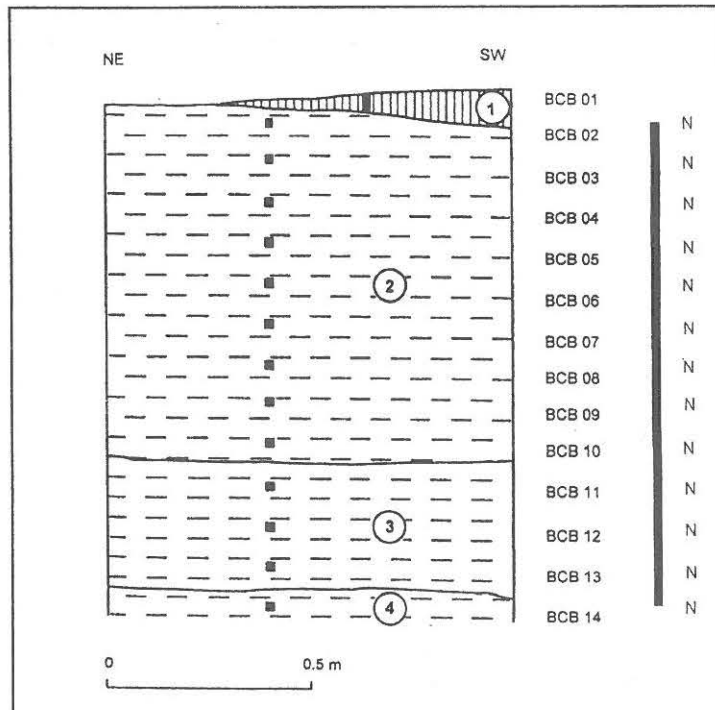 NE SW
BCB 01
1
BCB 02 N
BCB 03 N
BCB 04 N
BCB 05 N
2
BCB 06 N
BCB 07 N
BCB 08 N
BCB 09 N
BCB 10 N
BCB 11 N
3
BCB 12 N
BCB 13 N
4
BCB 14 N
0 0.5 m